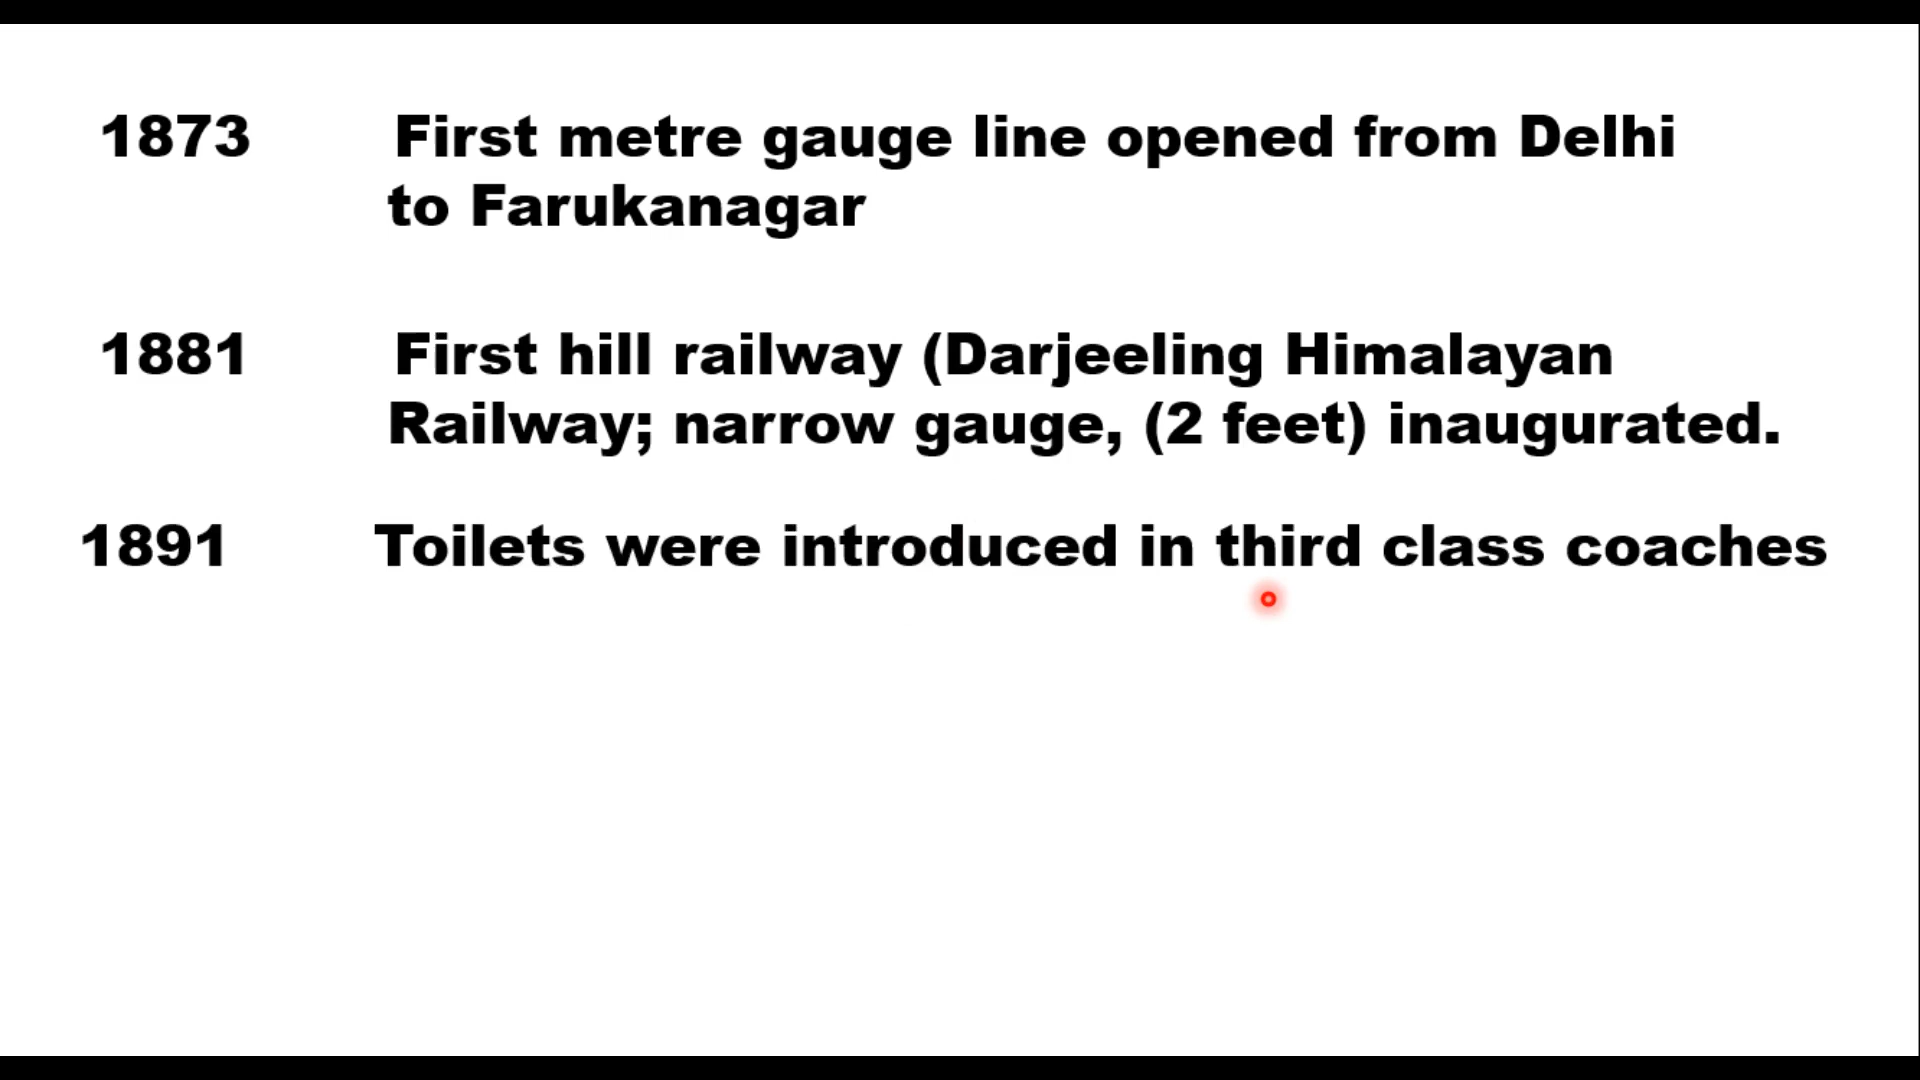 1873 First metre gauge line opened from Delhi
to Farukanagar
1881 First hill railway (Darjeeling Himalayan
Railway; narrow gauge, (2 feet) inaugurated.
1891 Toilets were introduced in third class coaches